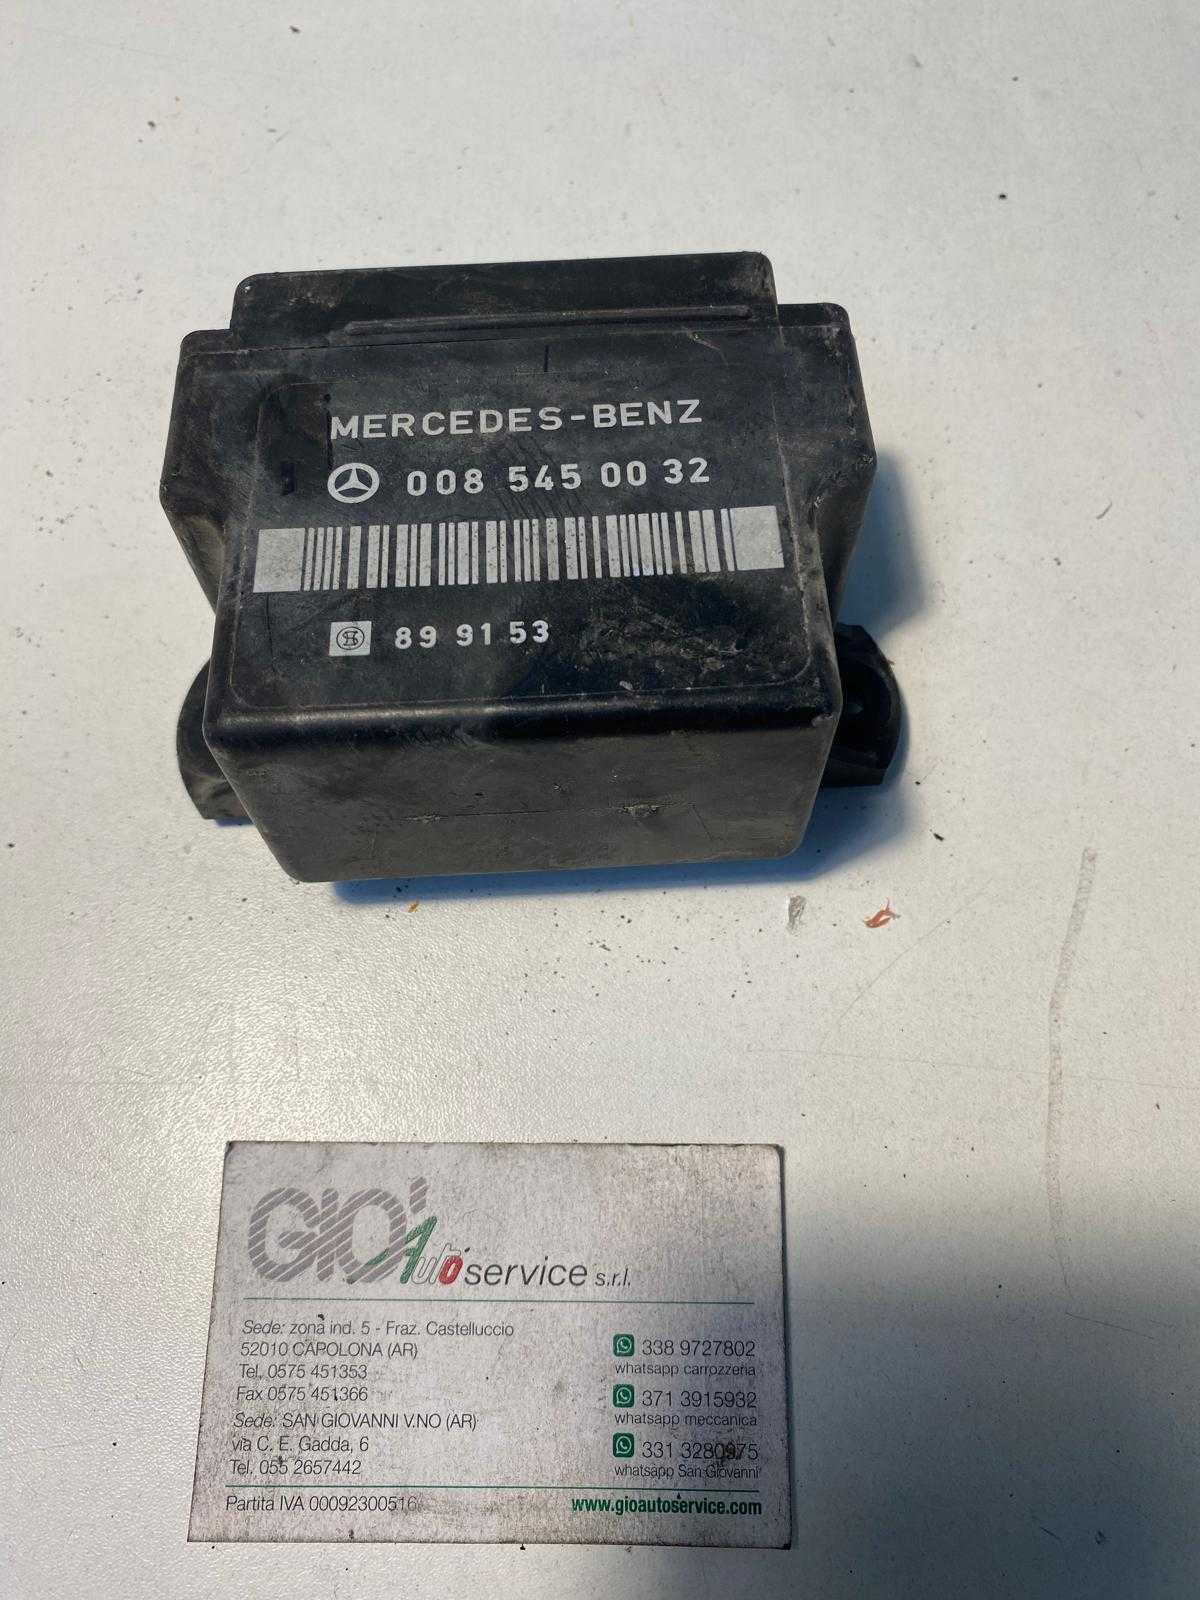 MERCEDES-BENZ
008 545 00 32
89 91 53
GIO' Auto service s.r.l.
Sede: zona ind. 5 - Fraz. Castelluccio
52010 CAPOLONA (AR)
Tel. 0575 451353
Fax 0575 451366
Sede: SAN GIOVANNI V.NO (AR)
via C. E. Gadda, 6
Tel. 055 2657442
338 9727802
whatsapp carrozzeria
371 3915932
whatsapp meccanica
331 3280975
whatsapp San Giovanni
Partita IVA 00092300516
www.gioautoservice.com